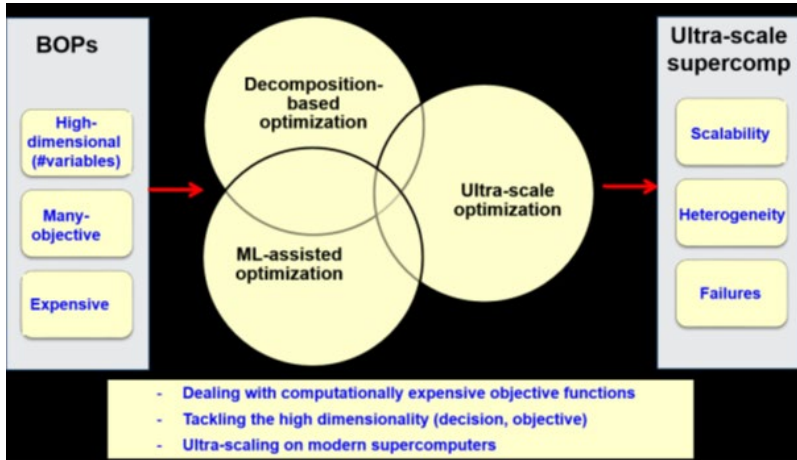 BOPs
High-
dimensional
(#variables)
Many-
objective
Expensive
Decomposition-
based
optimization
ML-assisted
optimization
Ultra-scale
optimization
Ultra-scale
supercomp
Scalability
Heterogeneity
Failures
- Dealing with computationally expensive objective functions
- Tackling the high dimensionality (decision, objective)
- Ultra-scaling on modern supercomputers